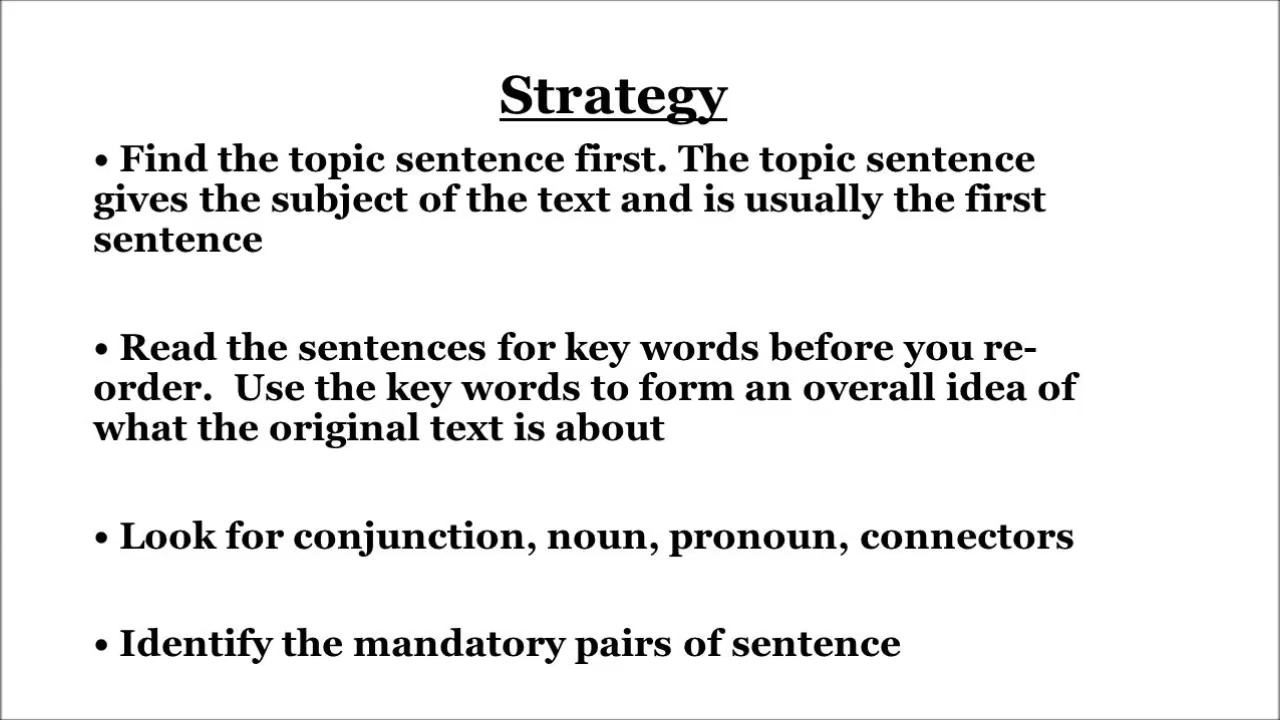 Strategy
• Find the topic sentence first. The topic sentence
gives the subject of the text and is usually the first
sentence
• Read the sentences for key words before you re-
order.  Use the key words to form an overall idea of
what the original text is about
• Look for conjunction, noun, pronoun, connectors
• Identify the mandatory pairs of sentence